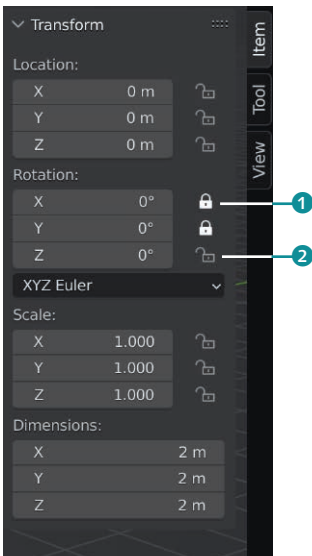 Transform
Location:
X 0 m
Y 0 m
Z 0 m
Rotation:
X 0°
Y 0°
Z 0°
XYZ Euler
Scale:
X 1.000
Y 1.000
Z 1.000
Dimensions:
X 2 m
Y 2 m
Z 2 m
Item
Tool
View
1
2